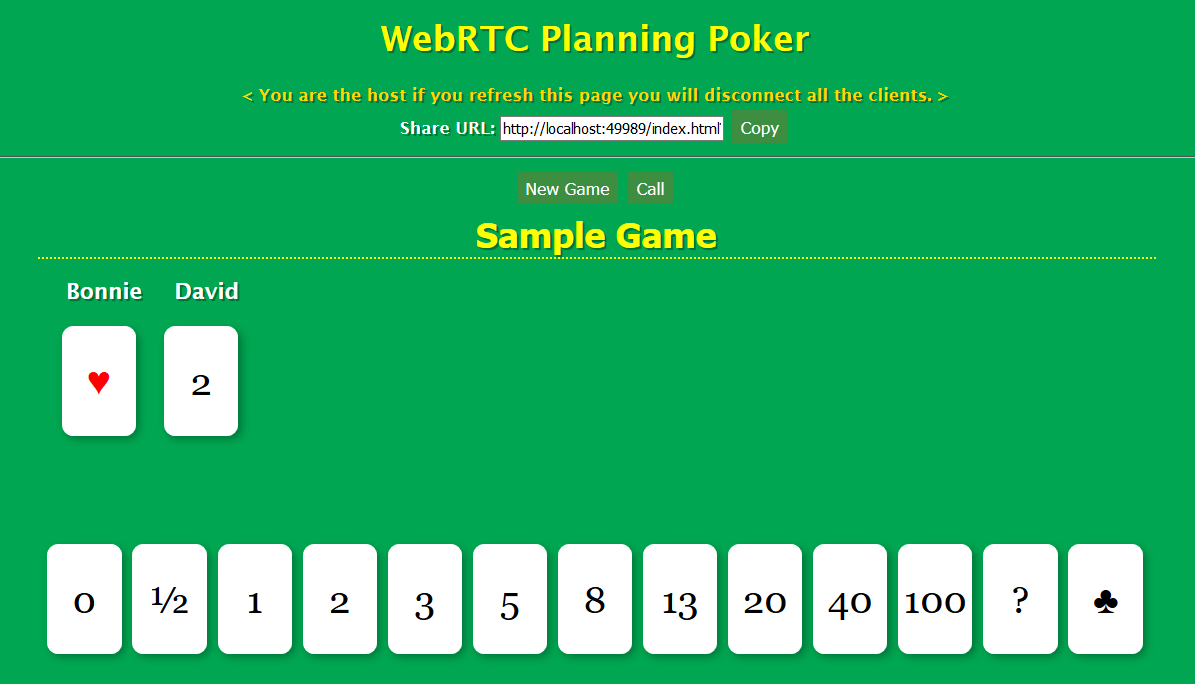 WebRTC Planning Poker
< You are the host if you refresh this page you will disconnect all the clients. >
Share URL: http://localhost:49989/index.html Copy
New Game Call
Sample Game
Bonnie David
♥ 2
0 ½ 1 2 3 5 8 13 20 40 100 ? ♣